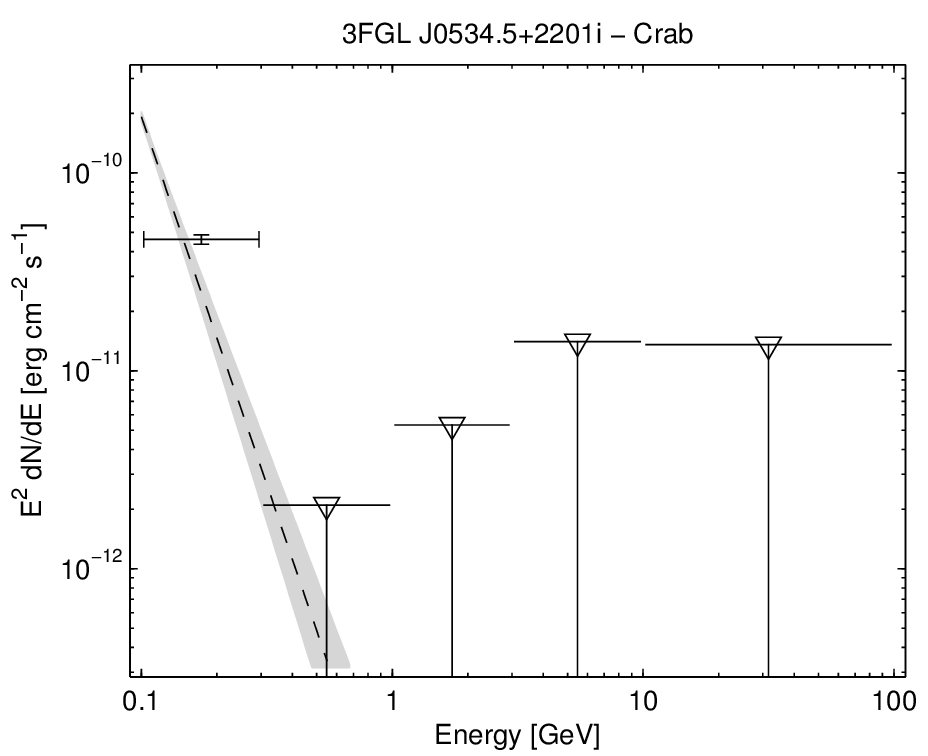 3FGL J0534.5+2201i − Crab
E² dN/dE [erg cm⁻² s⁻¹]
10⁻¹⁰
10⁻¹¹
10⁻¹²
0.1 1 10 100
Energy [GeV]